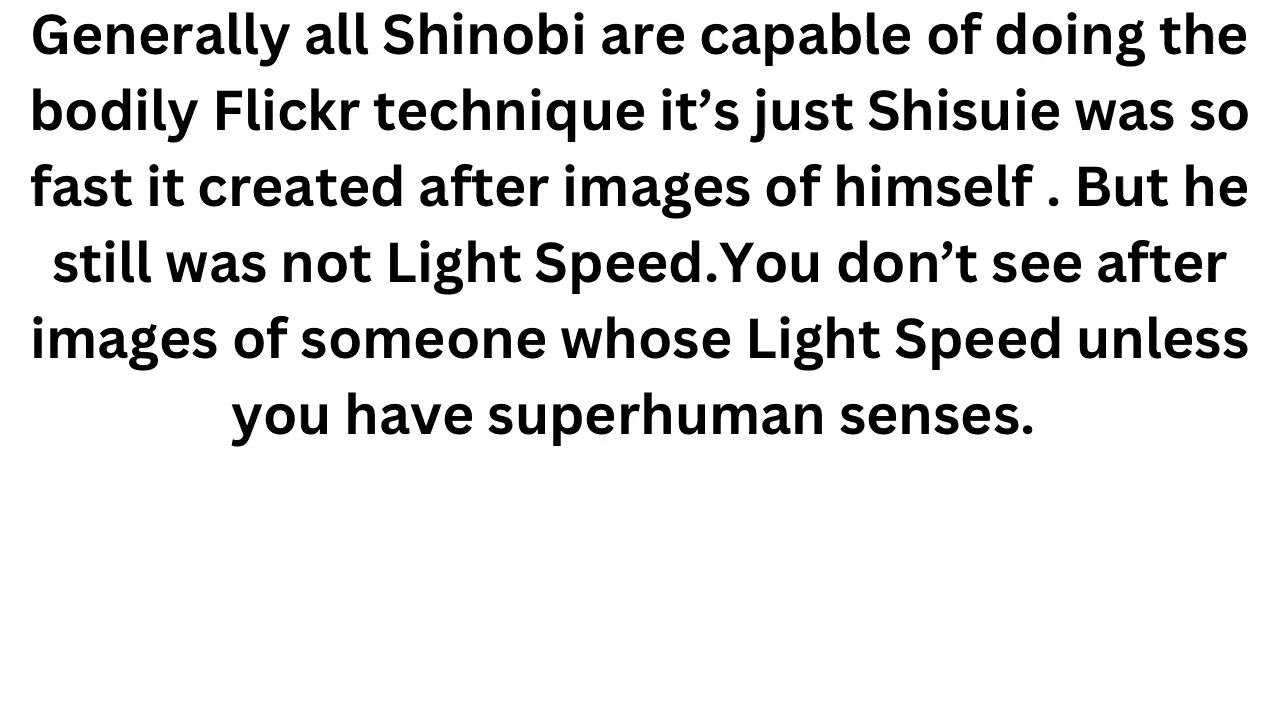 Generally all Shinobi are capable of doing the
bodily Flickr technique it’s just Shisuie was so
fast it created after images of himself . But he
still was not Light Speed.You don’t see after
images of someone whose Light Speed unless
you have superhuman senses.